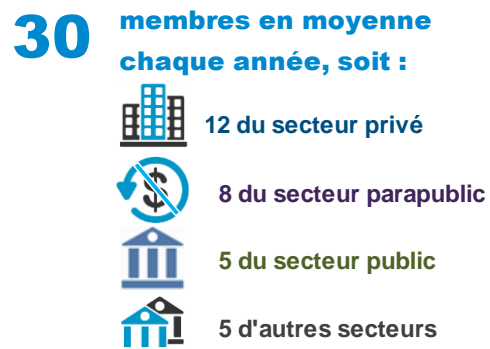 30 membres en moyenne
chaque année, soit :
12 du secteur privé
8 du secteur parapublic
5 du secteur public
5 d'autres secteurs